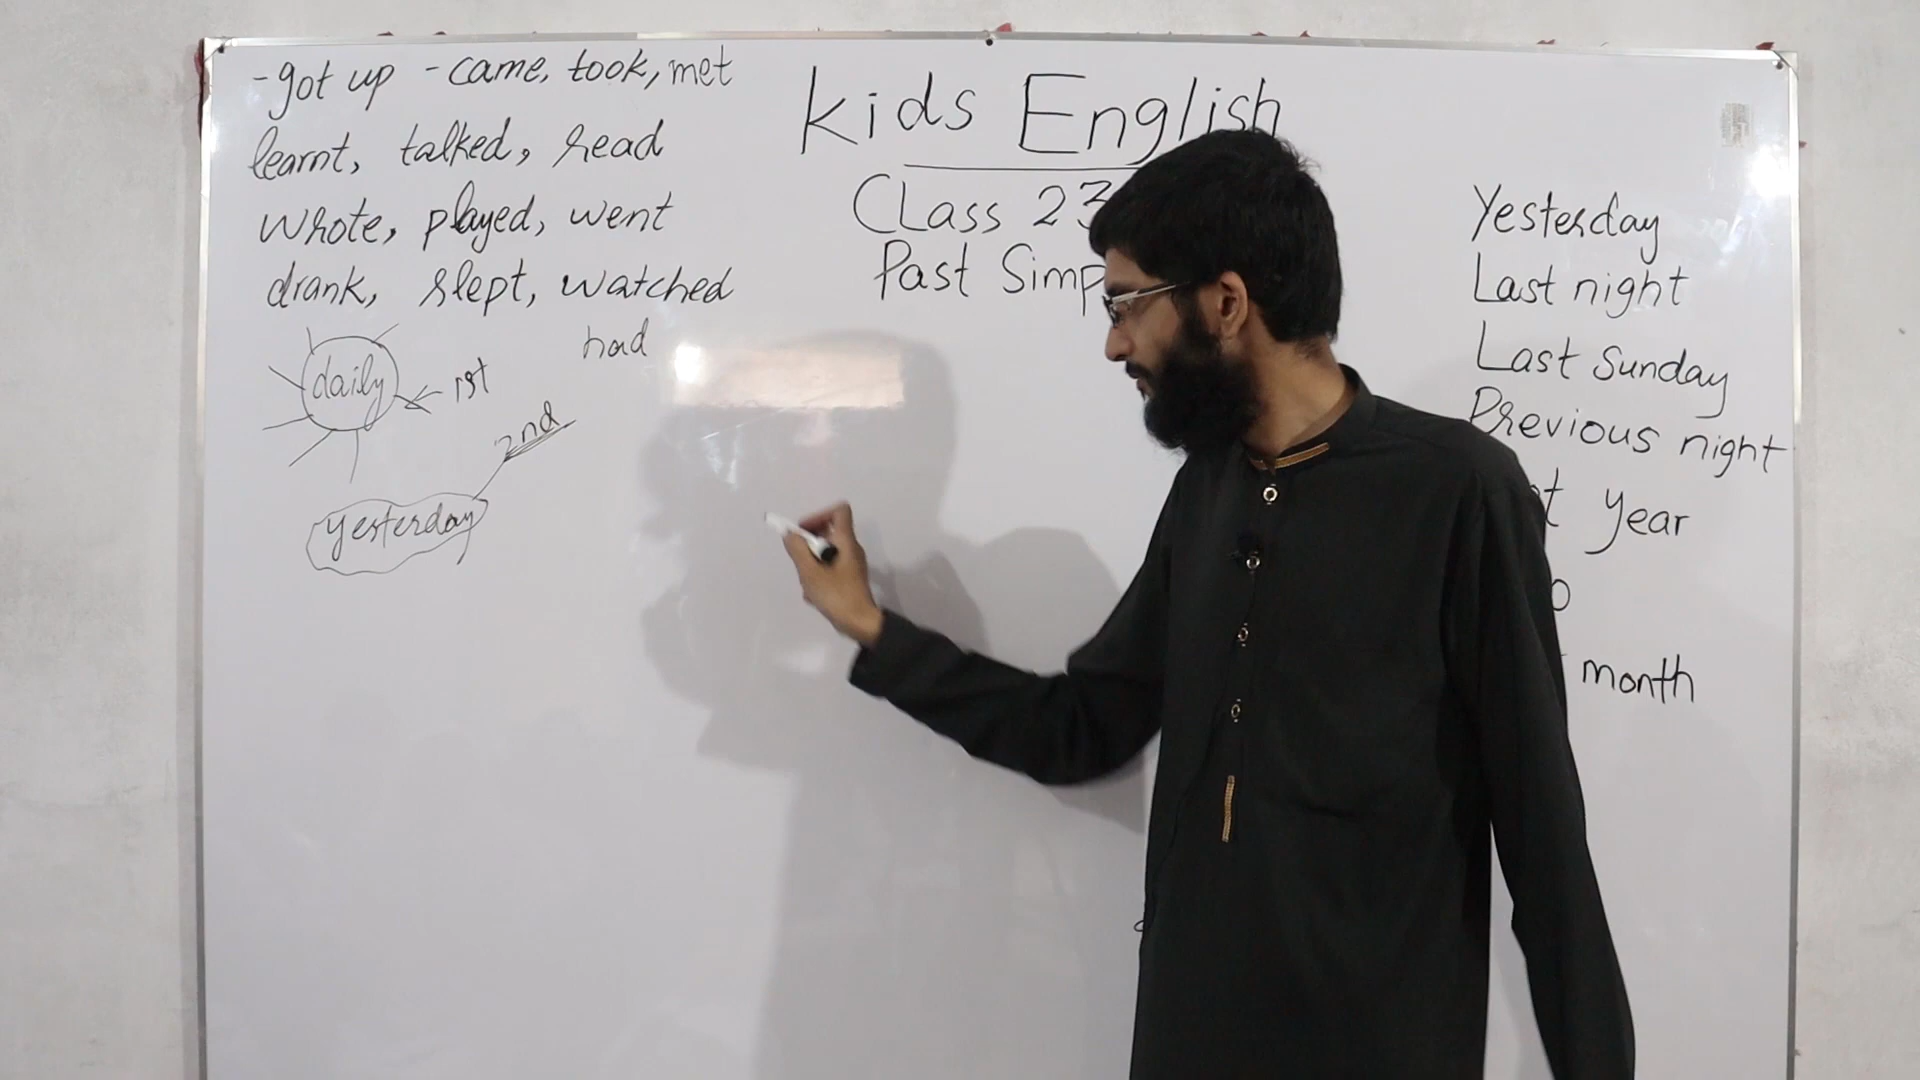 -got up - came, took, met
learnt, talked, read
wrote, played, went
drank, slept, watched
had
daily
1st
2nd
yesterday
Kids English
Class 23
Past Simp
Yesterday
Last night
Last Sunday
Previous night
year
month